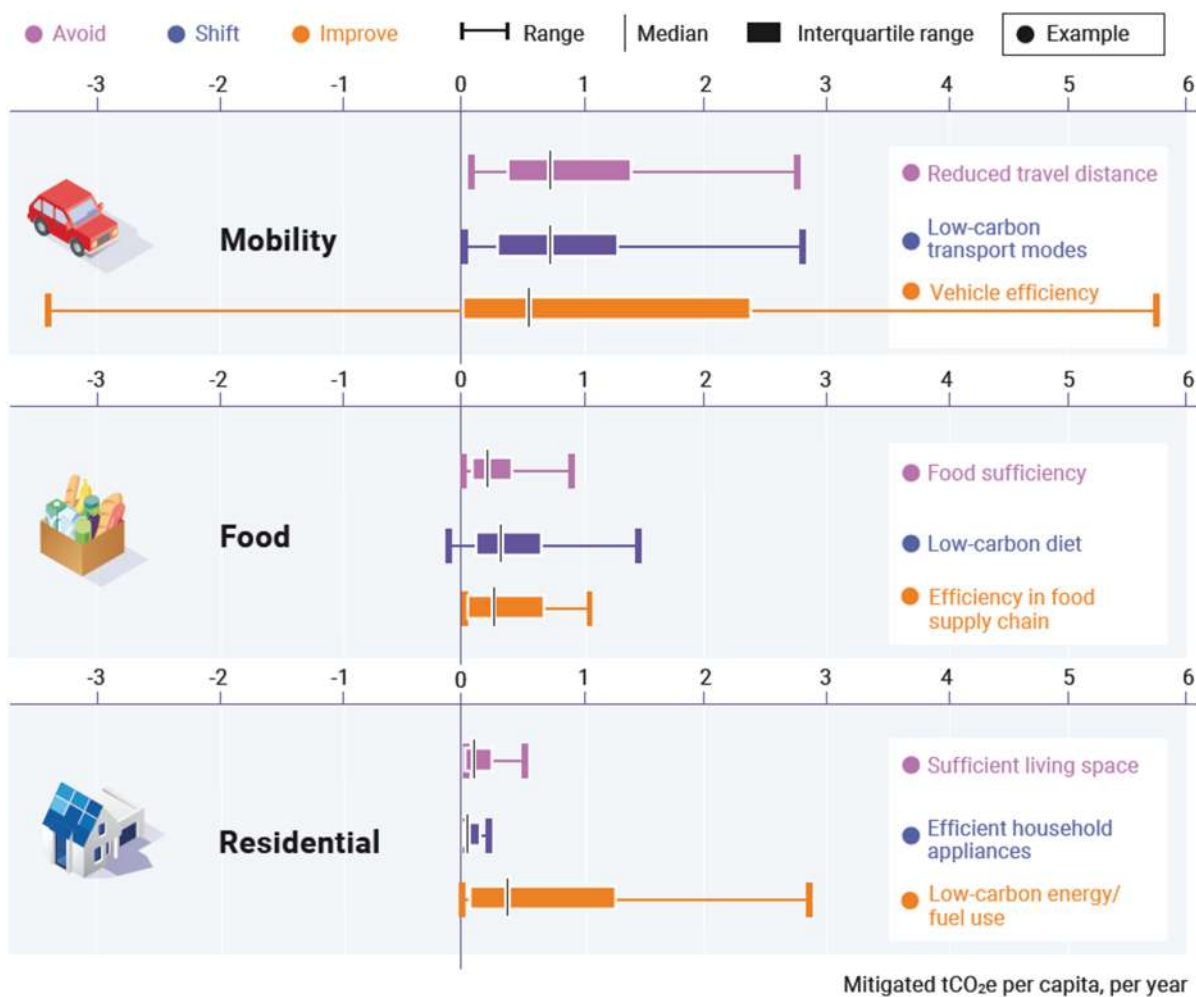 Avoid Shift Improve Range Median Interquartile range Example
-3 -2 -1 0 1 2 3 4 5 6
Mobility
Reduced travel distance
Low-carbon
transport modes
Vehicle efficiency
-3 -2 -1 0 1 2 3 4 5 6
Food
Food sufficiency
Low-carbon diet
Efficiency in food
supply chain
-3 -2 -1 0 1 2 3 4 5 6
Residential
Sufficient living space
Efficient household
appliances
Low-carbon energy/
fuel use
Mitigated tCO₂e per capita, per year